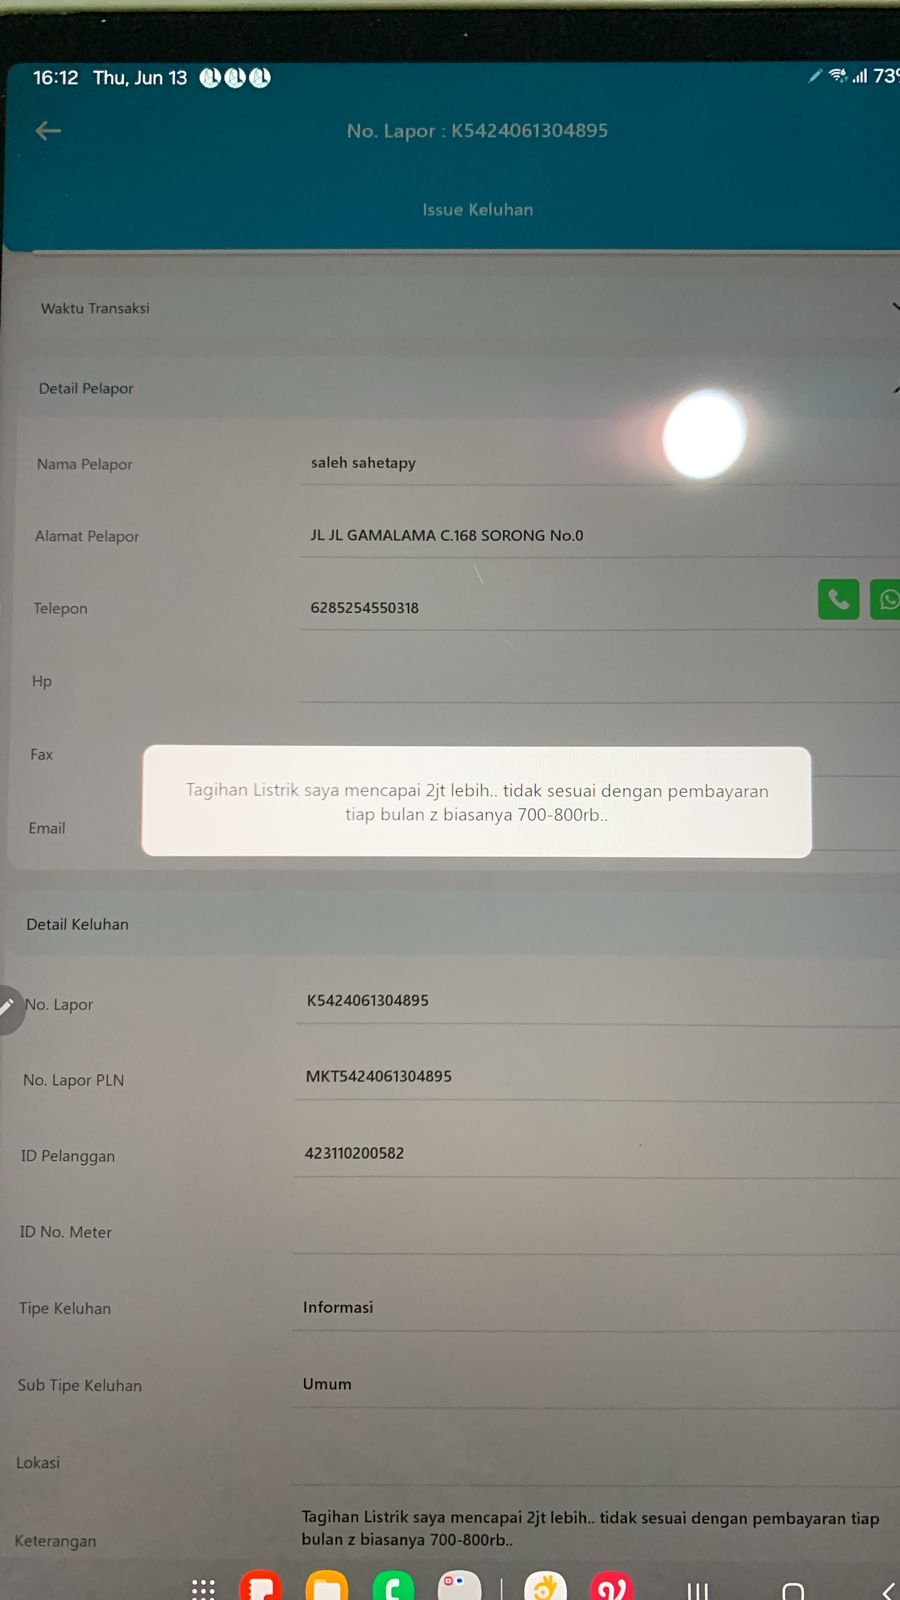 16:12 Thu, Jun 13
73%
No. Lapor : K5424061304895
Issue Keluhan
Waktu Transaksi
Detail Pelapor
Nama Pelapor saleh sahetapy
Alamat Pelapor JL JL GAMALAMA C.168 SORONG No.0
Telepon 6285254550318
Hp
Fax
Tagihan Listrik saya mencapai 2jt lebih.. tidak sesuai dengan pembayaran
tiap bulan z biasanya 700-800rb..
Email
Detail Keluhan
No. Lapor K5424061304895
No. Lapor PLN MKT5424061304895
ID Pelanggan 423110200582
ID No. Meter
Tipe Keluhan Informasi
Sub Tipe Keluhan Umum
Lokasi
Keterangan Tagihan Listrik saya mencapai 2jt lebih.. tidak sesuai dengan pembayaran tiap
bulan z biasanya 700-800rb..